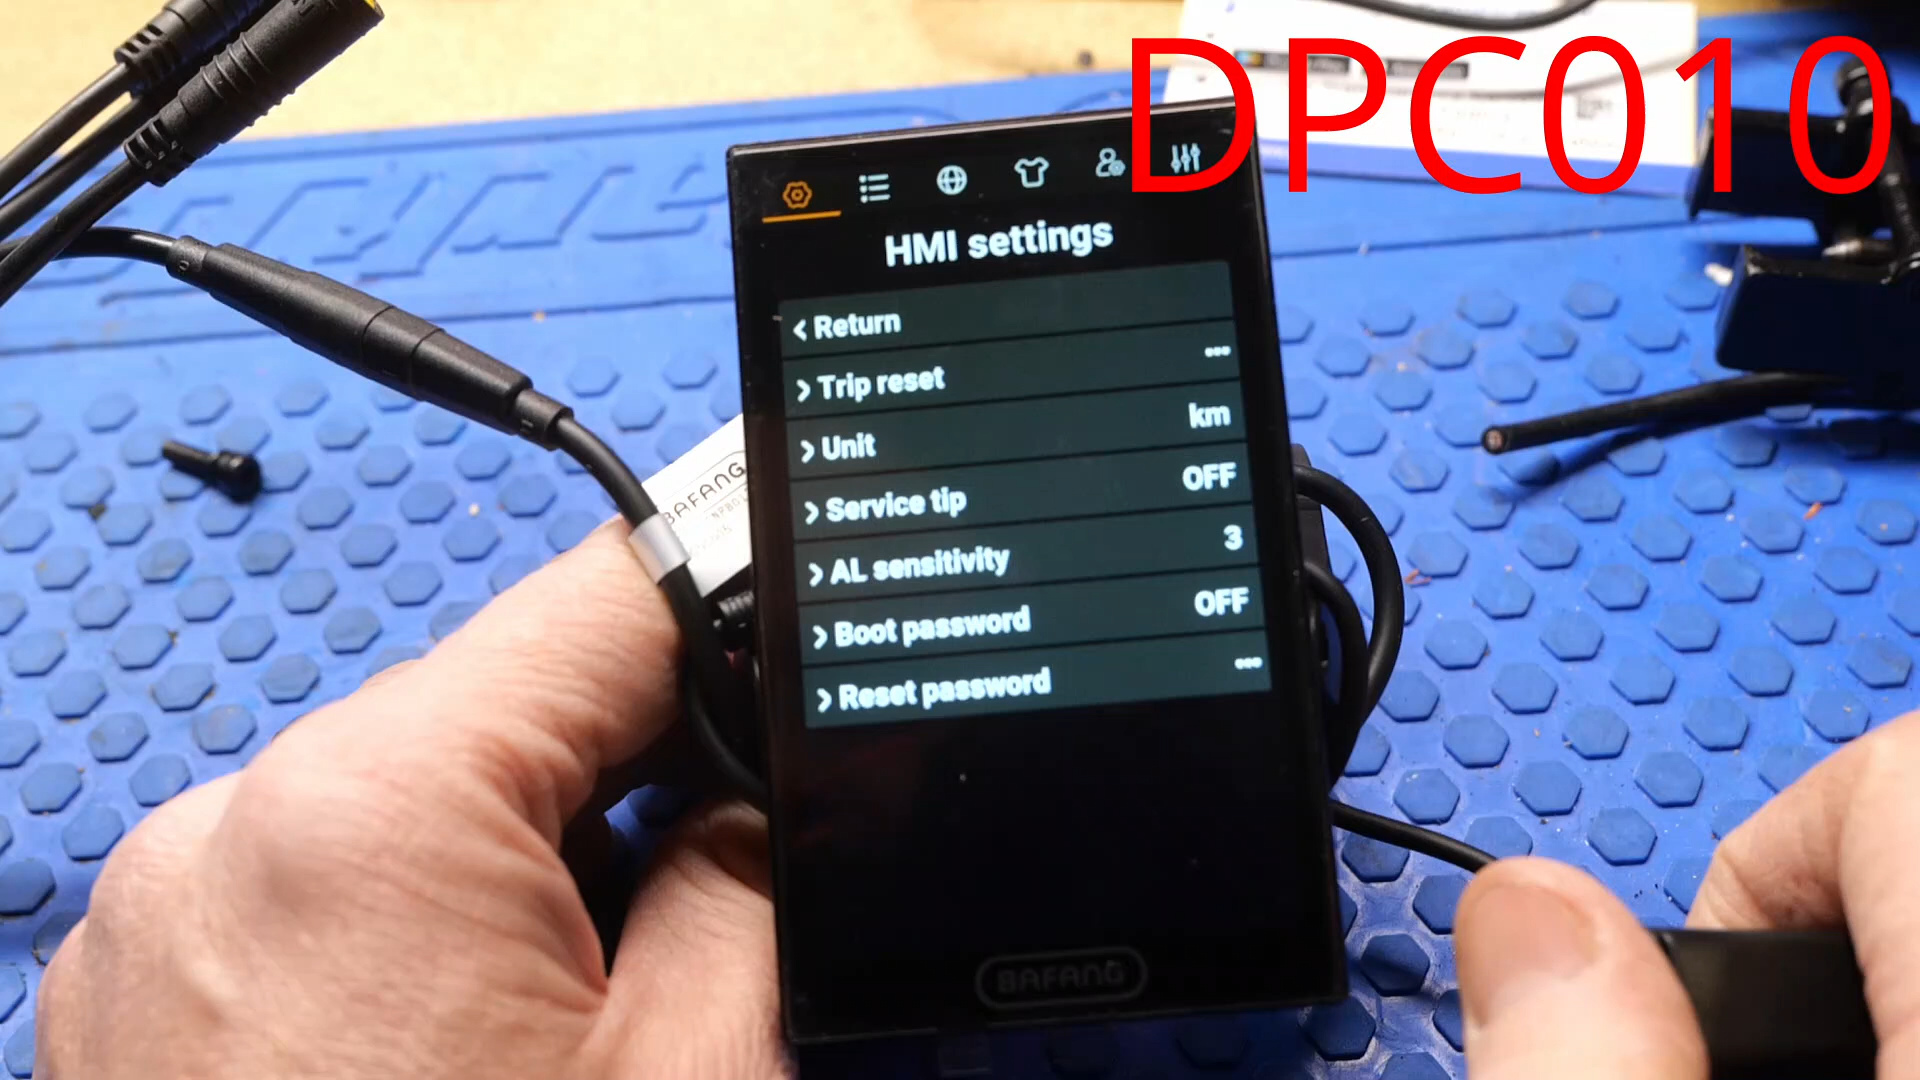 DPC010
HMI settings
Return
Trip reset ...
Unit km
Service tip OFF
AL sensitivity 3
Boot password OFF
Reset password ...
BAFANG
BAFANG